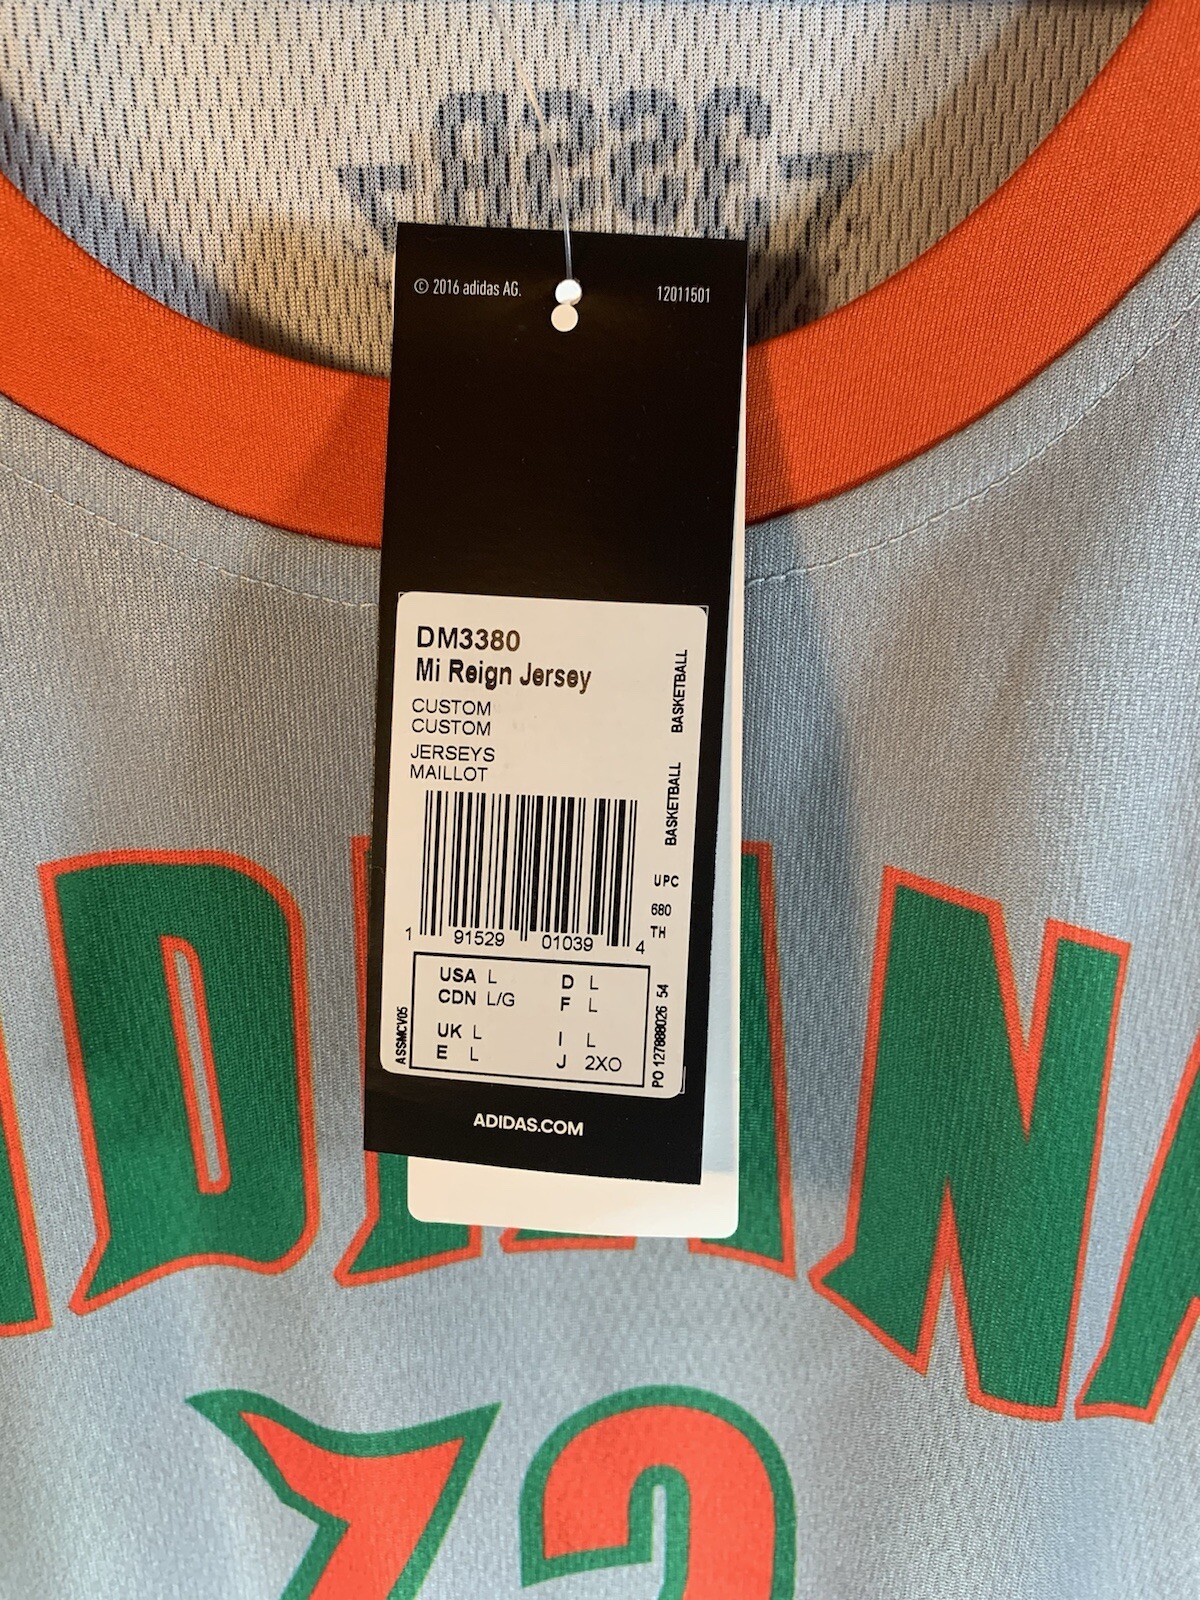 © 2016 adidas AG.
12011501
DM3380
Mi Reign Jersey
CUSTOM
CUSTOM
JERSEYS
MAILLOT
BASKETBALL
BASKETBALL
UPC
680
TH
1 91529 01039 4
USA L
D L
CDN L/G
F L
UK L
I L
E L
J 2XO
ASSMCV05
PO 127888026 54
ADIDAS.COM